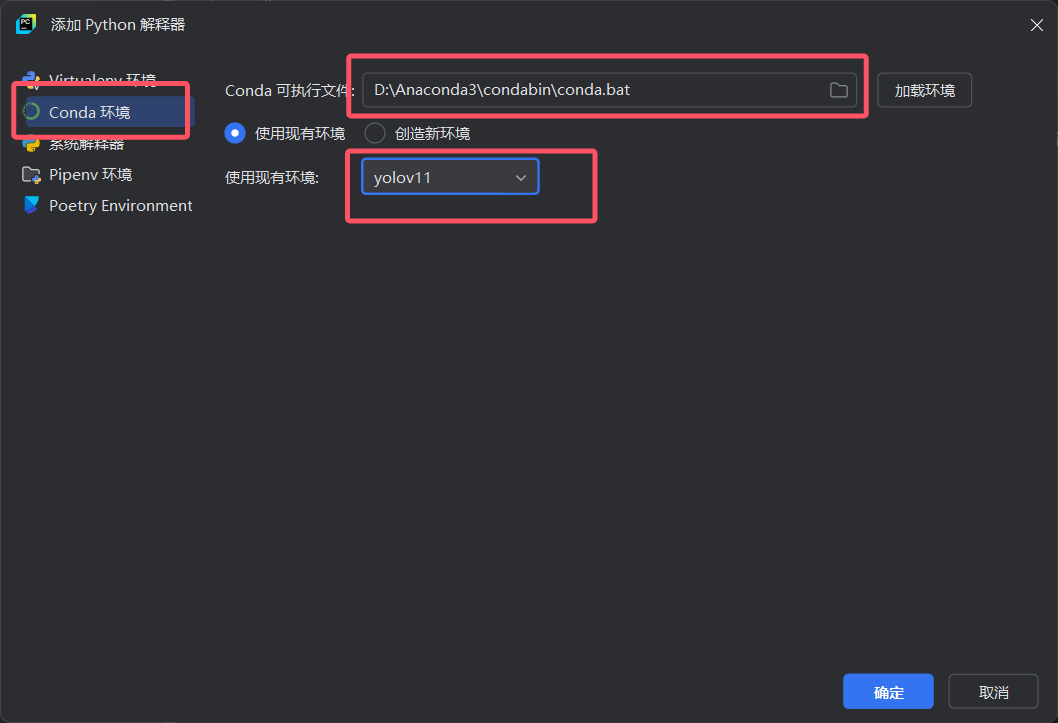 添加 Python 解释器
Virtualenv 环境
Conda 环境
系统解释器
Pipenv 环境
Poetry Environment
Conda 可执行文件:
D:\Anaconda3\condabin\conda.bat
加载环境
使用现有环境
创造新环境
使用现有环境:
yolov11
确定
取消